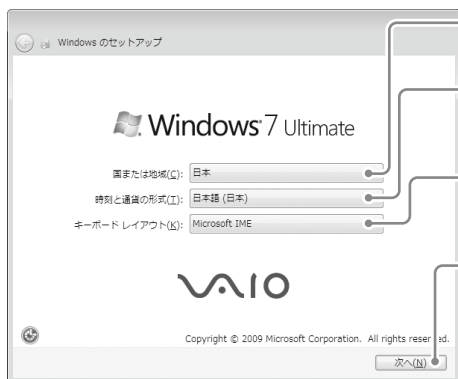 Windows のセットアップ
Windows 7 Ultimate
国または地域(C): 日本
時刻と通貨の形式(T): 日本語 (日本)
キーボード レイアウト(K): Microsoft IME
VAIO
Copyright © 2009 Microsoft Corporation. All rights reserved.
次へ(N)